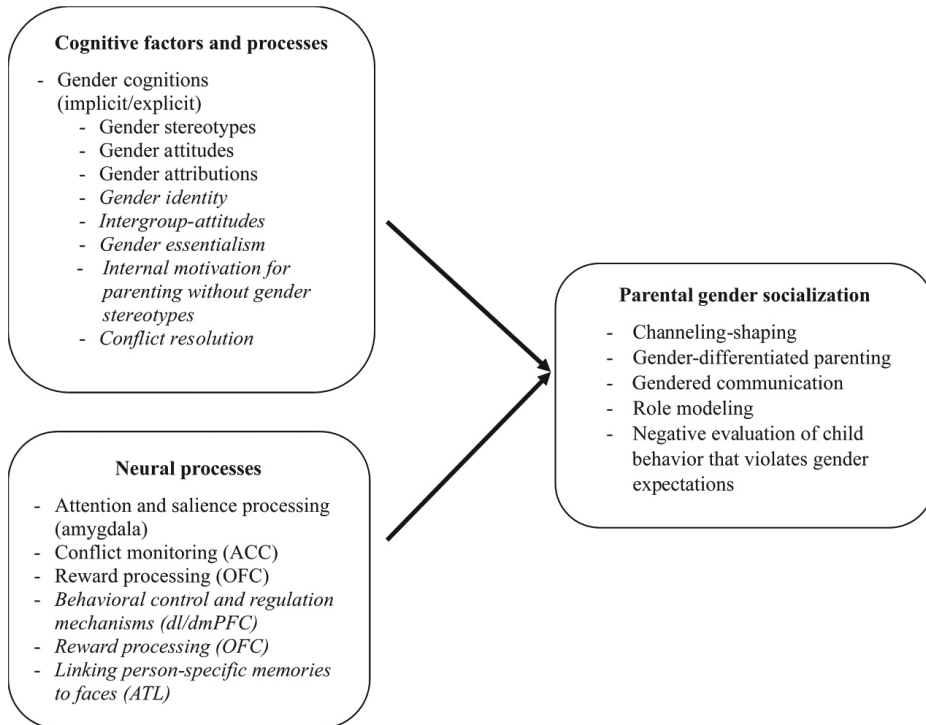 Cognitive factors and processes
- Gender cognitions
(implicit/explicit)
- Gender stereotypes
- Gender attitudes
- Gender attributions
- Gender identity
- Intergroup-attitudes
- Gender essentialism
- Internal motivation for
parenting without gender
stereotypes
- Conflict resolution
Neural processes
- Attention and salience processing
(amygdala)
- Conflict monitoring (ACC)
- Reward processing (OFC)
- Behavioral control and regulation
mechanisms (dl/dmPFC)
- Reward processing (OFC)
- Linking person-specific memories
to faces (ATL)
Parental gender socialization
- Channeling-shaping
- Gender-differentiated parenting
- Gendered communication
- Role modeling
- Negative evaluation of child
behavior that violates gender
expectations